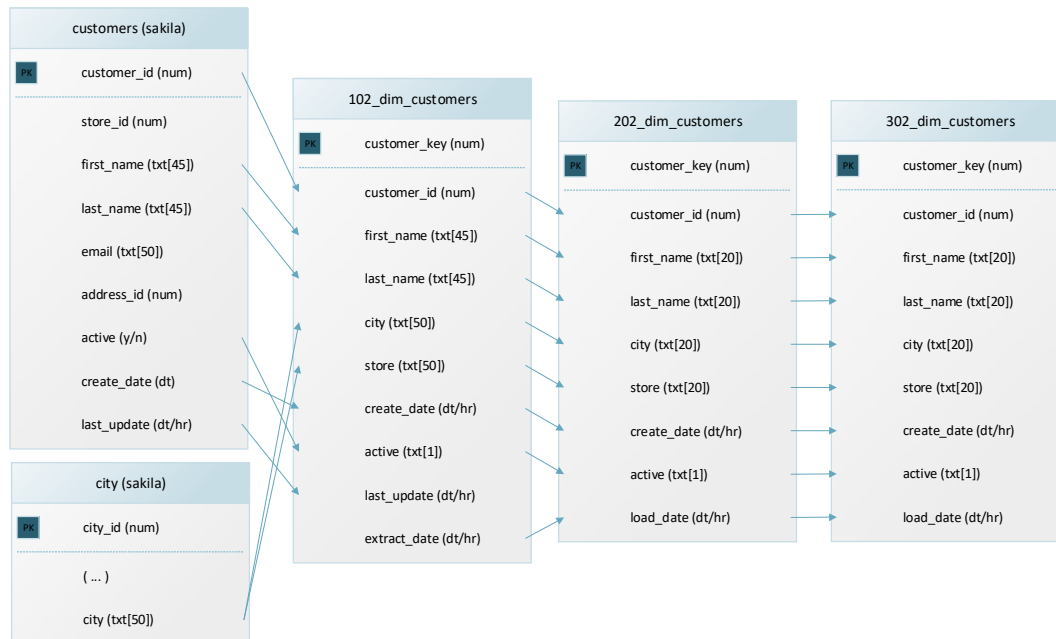 customers (sakila)
PK
customer_id (num)
store_id (num)
first_name (txt[45])
last_name (txt[45])
email (txt[50])
address_id (num)
active (y/n)
create_date (dt)
last_update (dt/hr)
city (sakila)
PK
city_id (num)
( ... )
city (txt[50])
102_dim_customers
PK
customer_key (num)
customer_id (num)
first_name (txt[45])
last_name (txt[45])
city (txt[50])
store (txt[50])
create_date (dt/hr)
active (txt[1])
last_update (dt/hr)
extract_date (dt/hr)
202_dim_customers
PK
customer_key (num)
customer_id (num)
first_name (txt[20])
last_name (txt[20])
city (txt[20])
store (txt[20])
create_date (dt/hr)
active (txt[1])
load_date (dt/hr)
302_dim_customers
PK
customer_key (num)
customer_id (num)
first_name (txt[20])
last_name (txt[20])
city (txt[20])
store (txt[20])
create_date (dt/hr)
active (txt[1])
load_date (dt/hr)